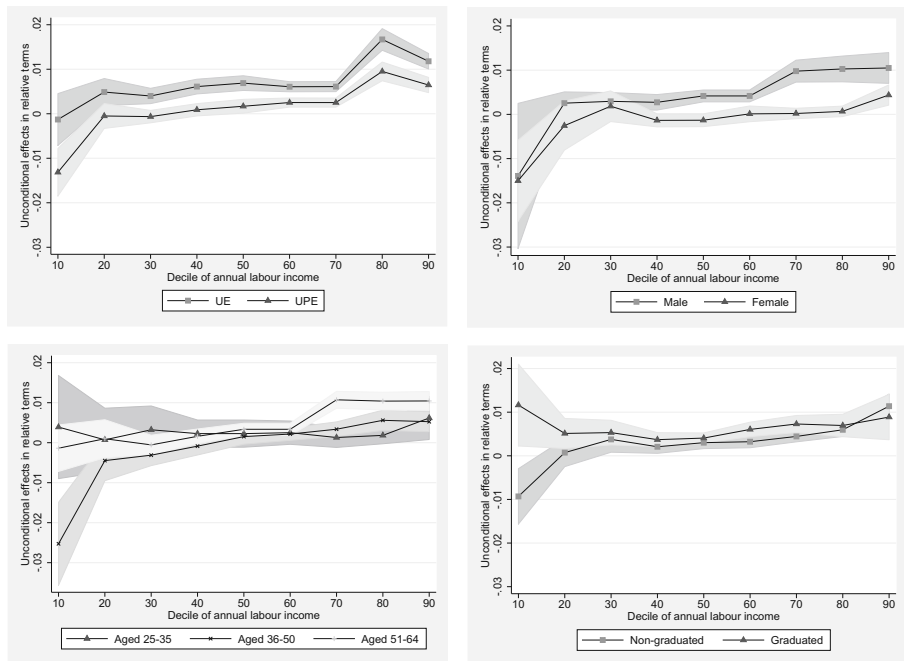 Unconditional effects in relative terms
.02
.01
0
-.01
-.02
-.03
10 20 30 40 50 60 70 80 90
Decile of annual labour income
UE UPE
Unconditional effects in relative terms
.02
.01
0
-.01
-.02
-.03
10 20 30 40 50 60 70 80 90
Decile of annual labour income
Male Female
Unconditional effects in relative terms
.02
.01
0
-.01
-.02
-.03
10 20 30 40 50 60 70 80 90
Decile of annual labour income
Aged 25-35 Aged 36-50 Aged 51-64
Unconditional effects in relative terms
.02
.01
0
-.01
-.02
-.03
10 20 30 40 50 60 70 80 90
Decile of annual labour income
Non-graduated Graduated